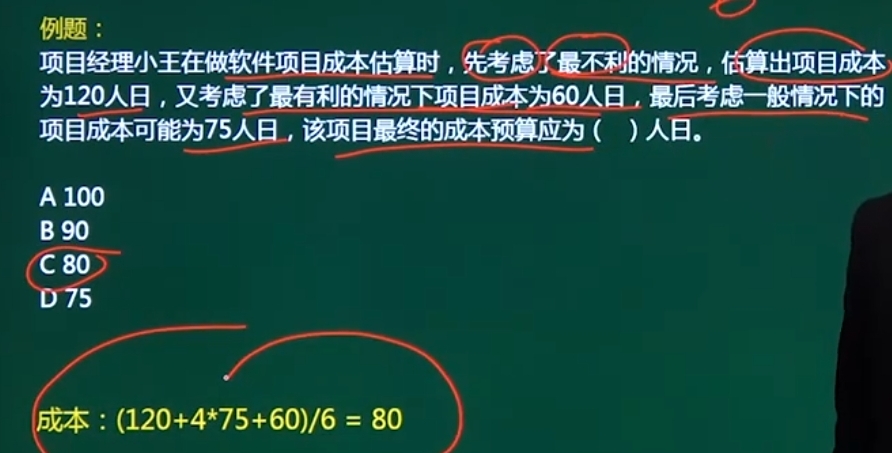 例题：
项目经理小王在做软件项目成本估算时，先考虑了最不利的情况，估算出项目成本
为120人日，又考虑了最有利的情况下项目成本为60人日，最后考虑一般情况下的
项目成本可能为75人日，该项目最终的成本预算应为（　）人日。
A 100
B 90
C 80
D 75
成本：(120+4*75+60)/6 = 80